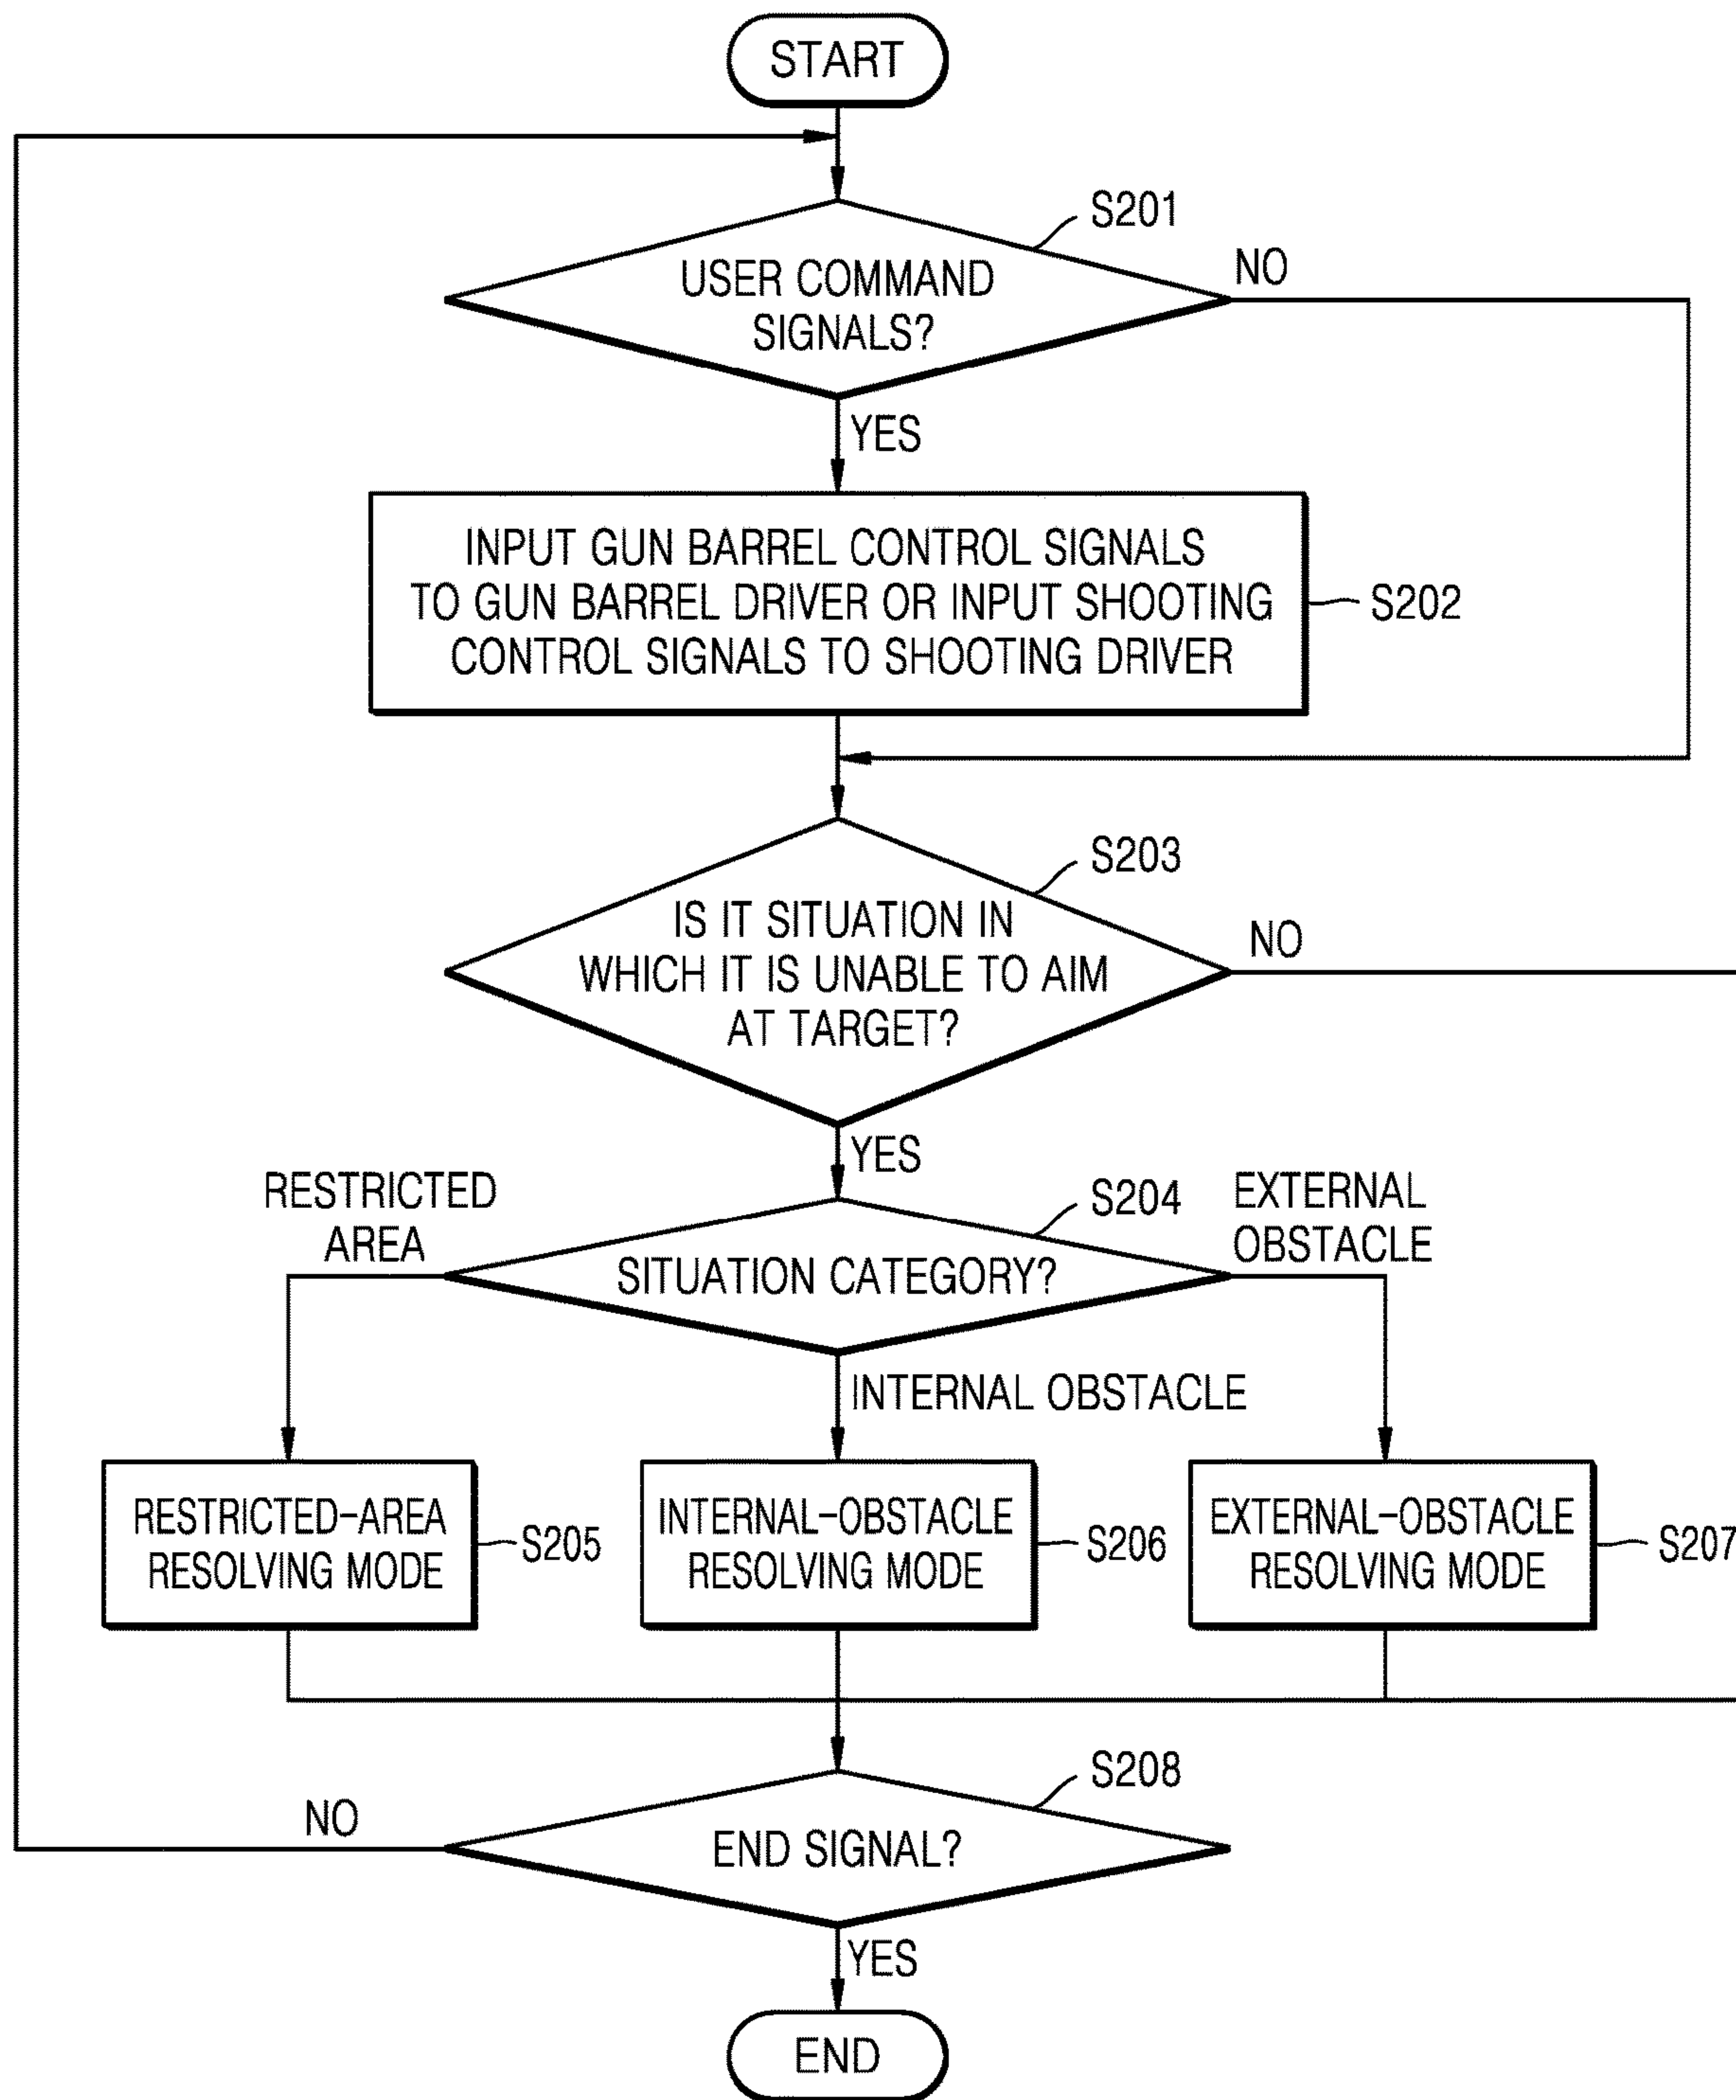 START
S201
USER COMMAND
SIGNALS?
NO
YES
INPUT GUN BARREL CONTROL SIGNALS
TO GUN BARREL DRIVER OR INPUT SHOOTING
CONTROL SIGNALS TO SHOOTING DRIVER
S202
S203
IS IT SITUATION IN
WHICH IT IS UNABLE TO AIM
AT TARGET?
NO
YES
RESTRICTED
AREA
S204
EXTERNAL
OBSTACLE
SITUATION CATEGORY?
INTERNAL OBSTACLE
RESTRICTED-AREA
RESOLVING MODE
S205
INTERNAL-OBSTACLE
RESOLVING MODE
S206
EXTERNAL-OBSTACLE
RESOLVING MODE
S207
S208
NO
END SIGNAL?
YES
END